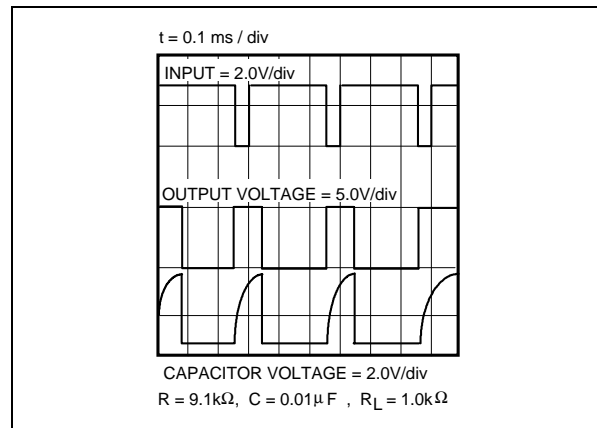 t = 0.1 ms / div
INPUT = 2.0V/div
OUTPUT VOLTAGE = 5.0V/div
CAPACITOR VOLTAGE = 2.0V/div
R = 9.1kΩ, C = 0.01µF , RL = 1.0kΩ